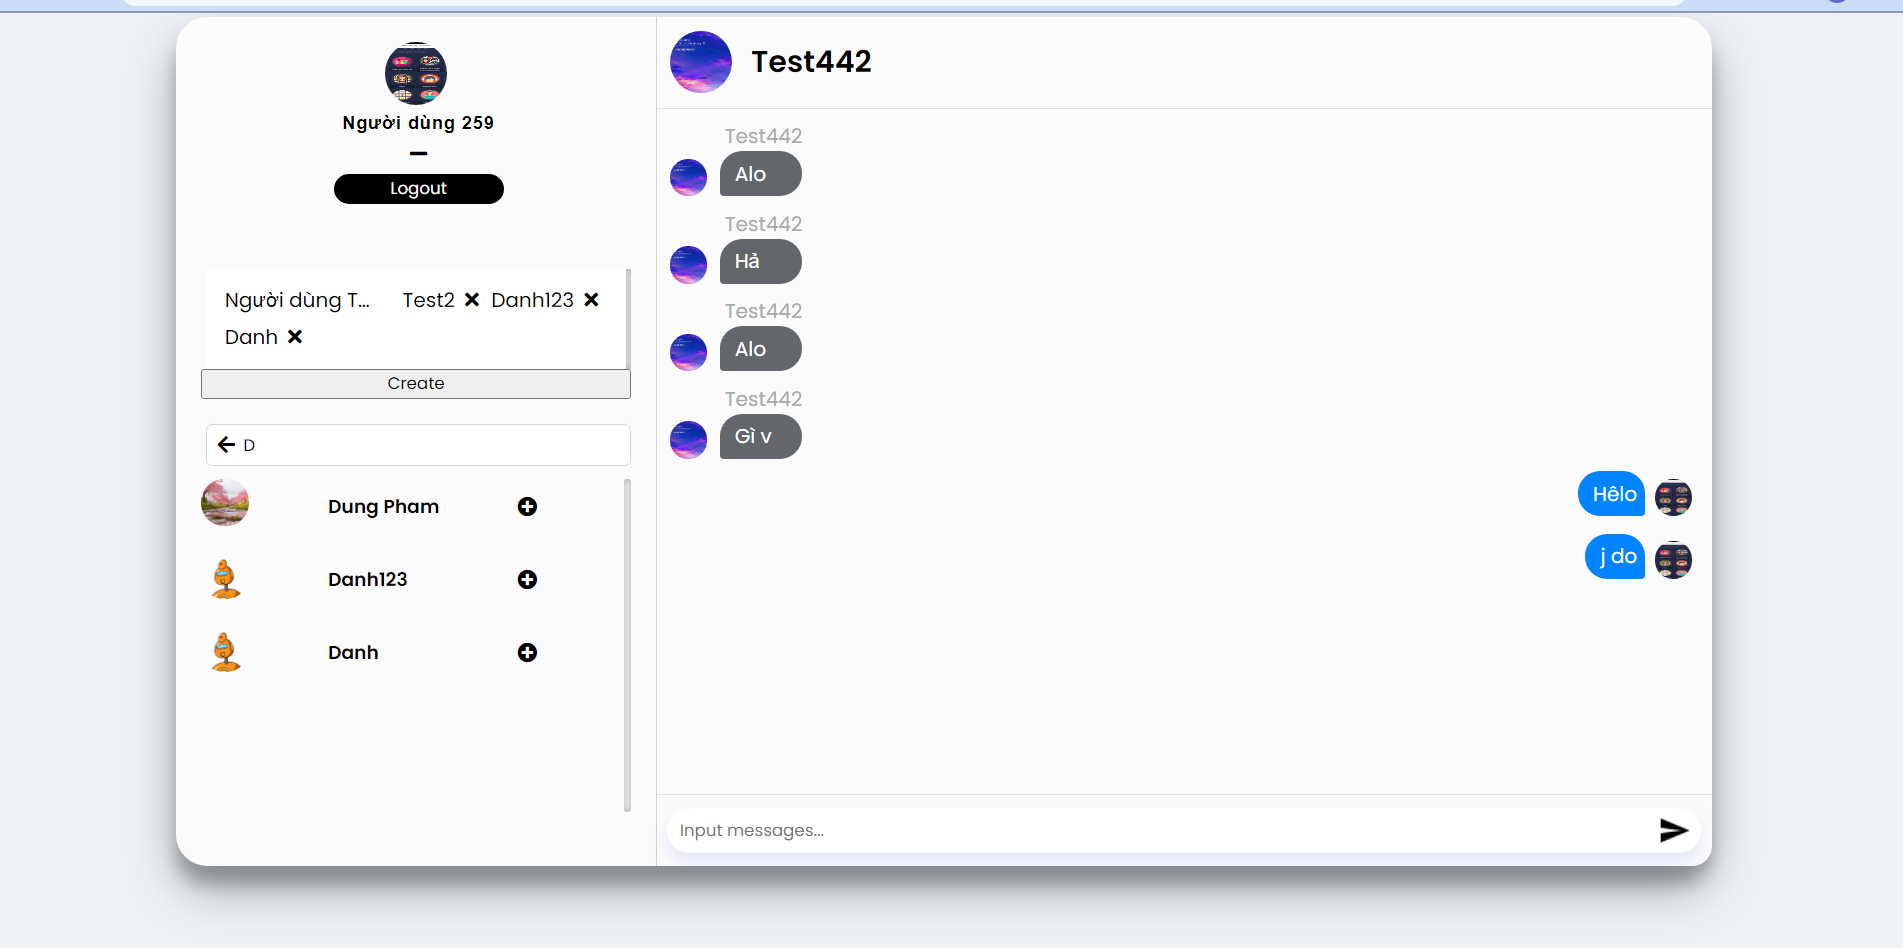 Người dùng 259
Logout
Người dùng T... Test2 Danh123
Danh
Create
D
Dung Pham
Danh123
Danh
Test442
Test442
Alo
Test442
Hả
Test442
Alo
Test442
Gì v
Hêlo
j do
Input messages...